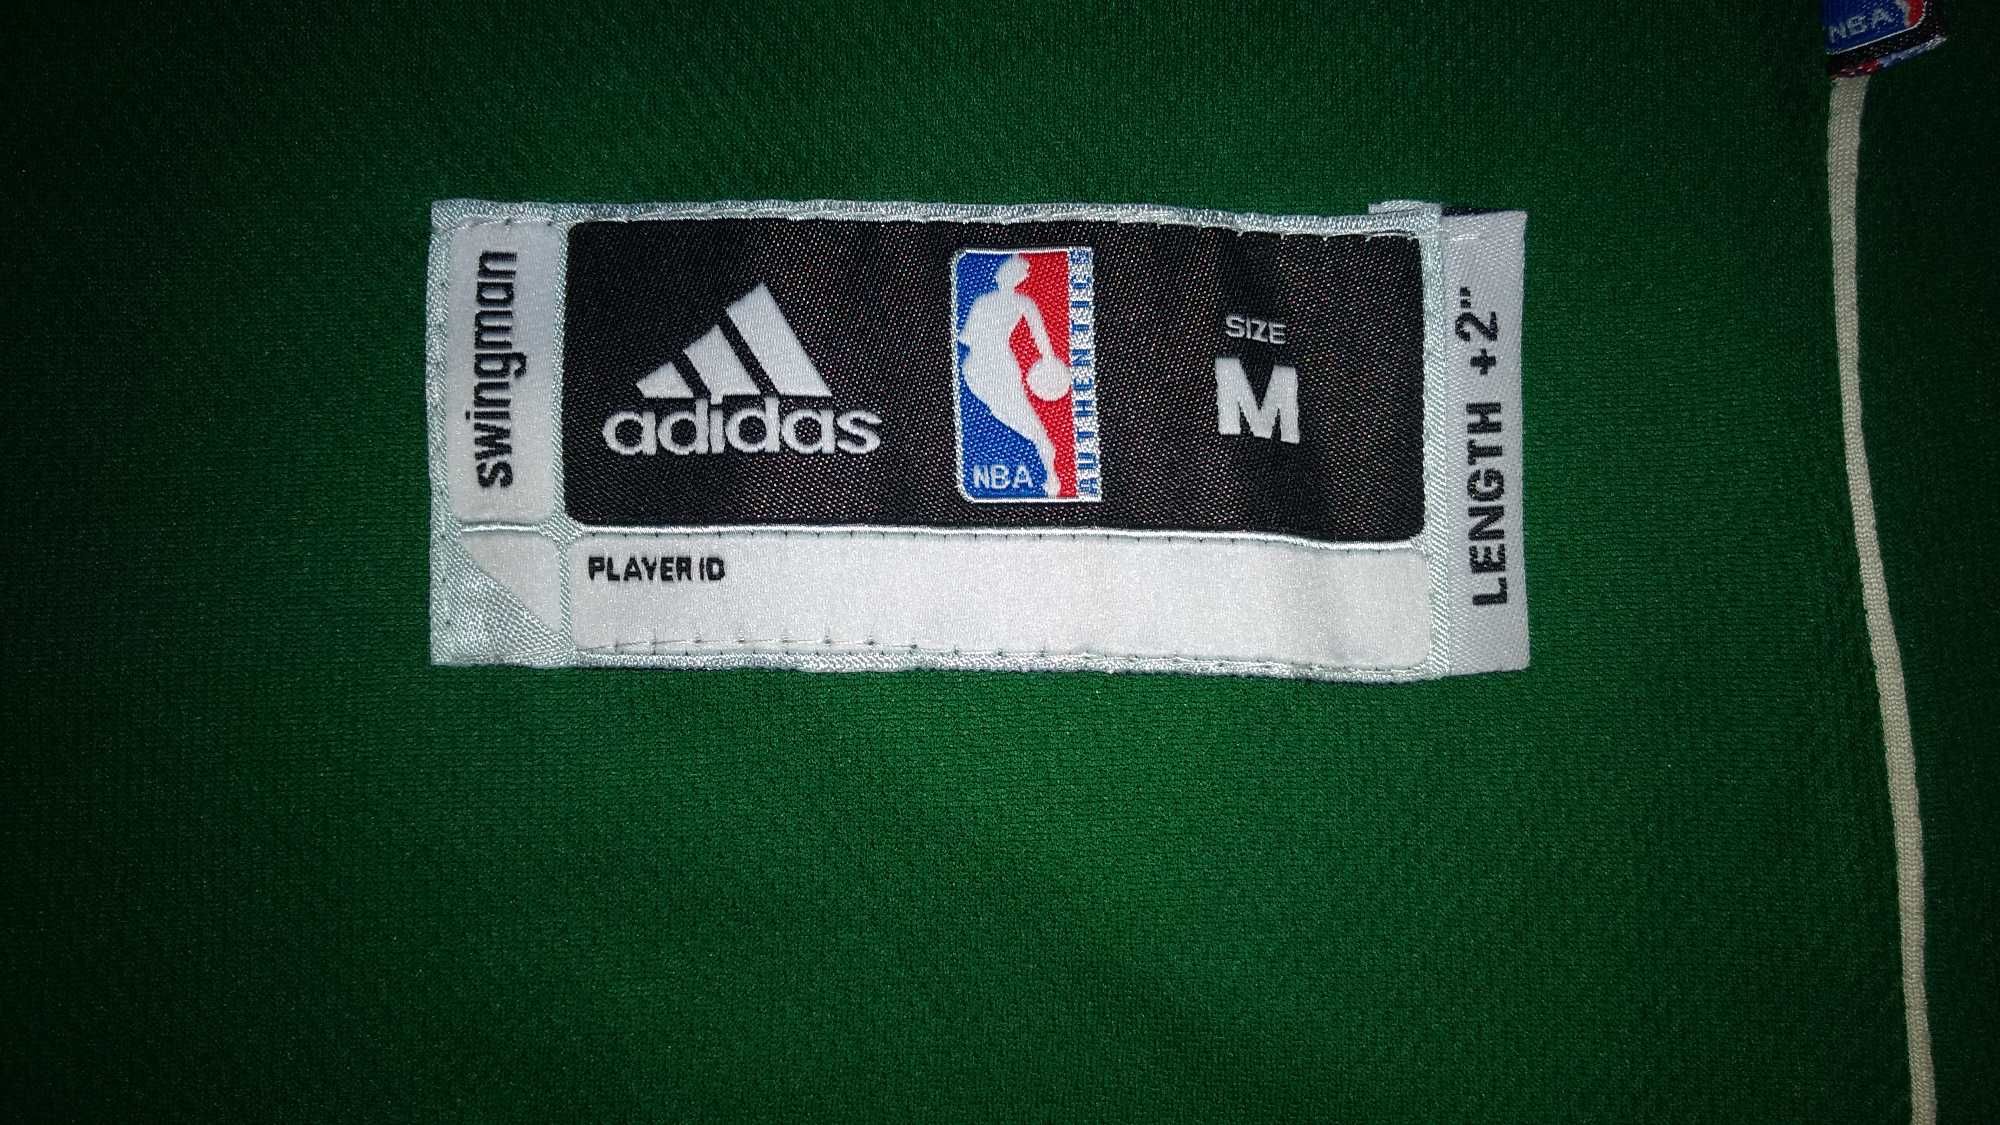 swingman
adidas
NBA
AUTHENTICS
SIZE
M
LENGTH +2"
PLAYER ID
NBA